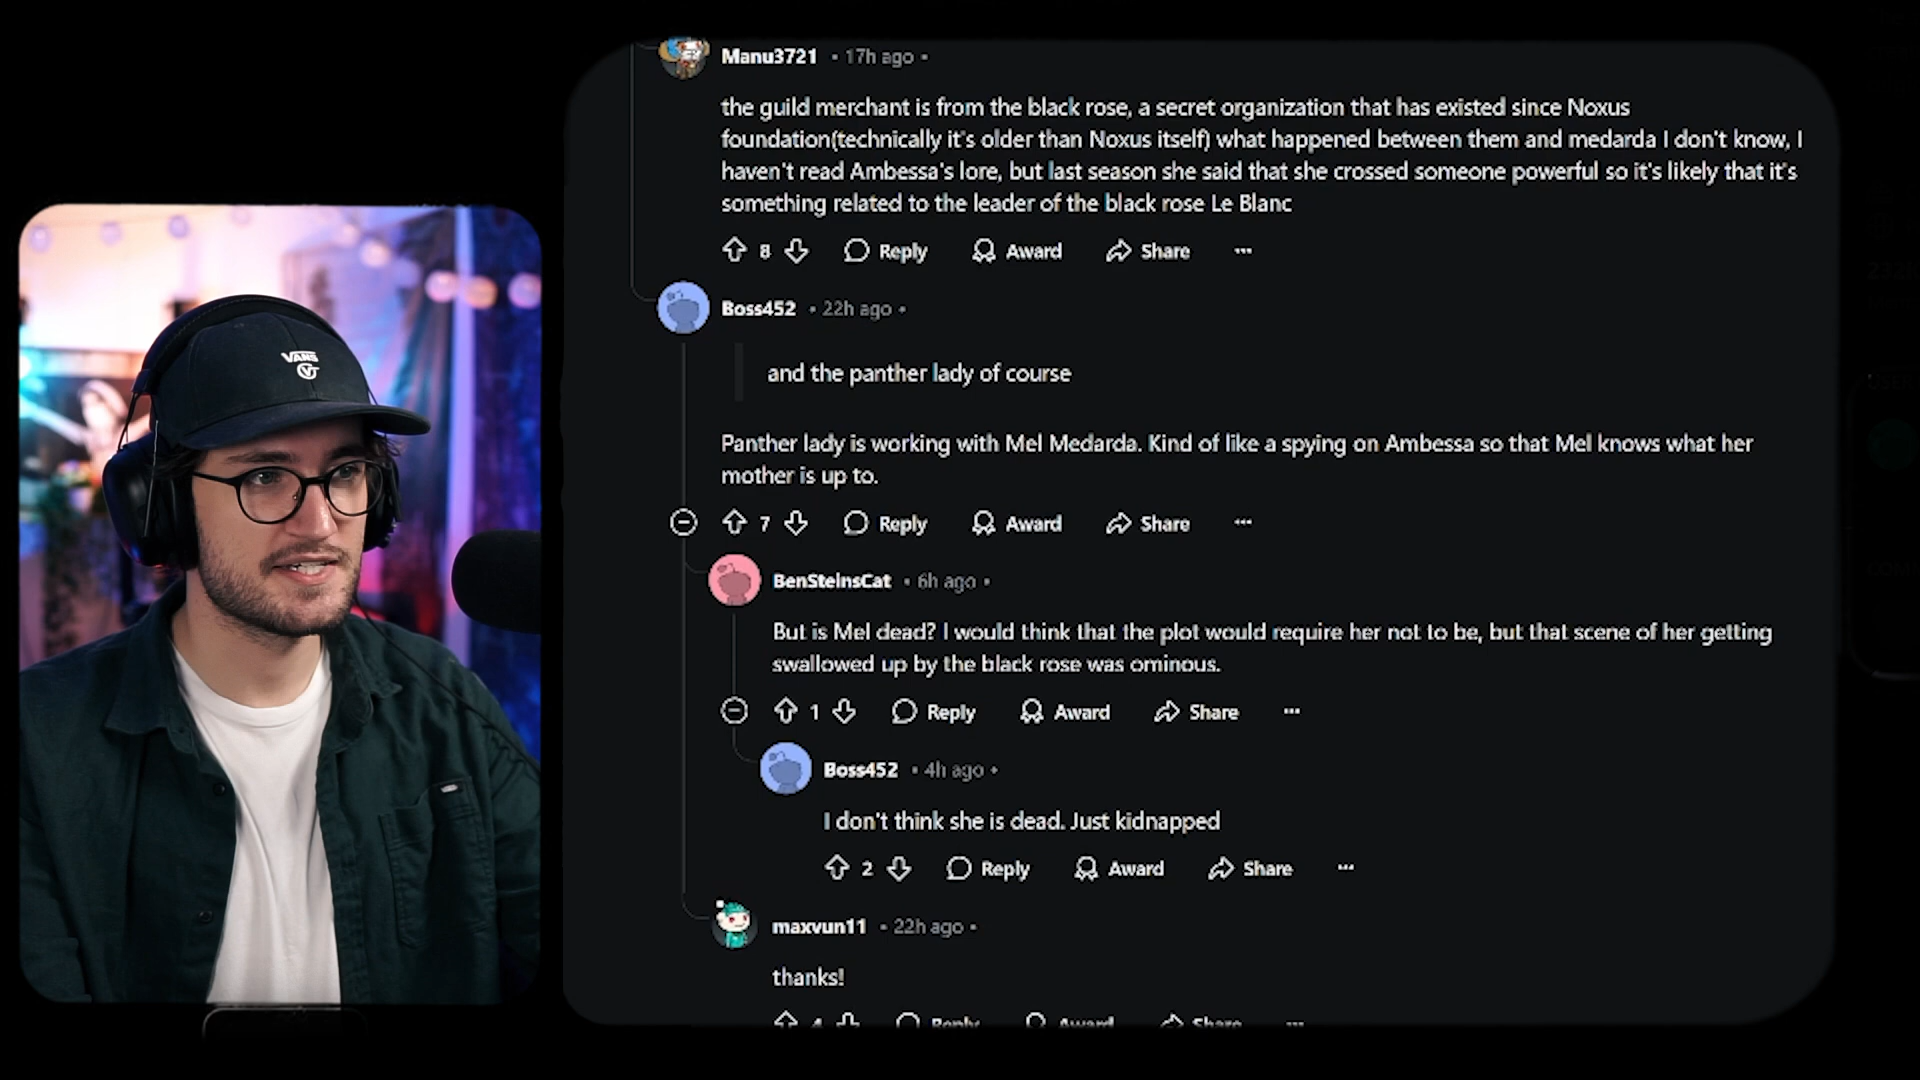 Manu3721 • 17h ago •
the guild merchant is from the black rose, a secret organization that has existed since Noxus
foundation(technically it's older than Noxus itself) what happened between them and medarda I don't know, I
haven't read Ambessa's lore, but last season she said that she crossed someone powerful so it's likely that it's
something related to the leader of the black rose Le Blanc
8 Reply Award Share ...
Boss452 • 22h ago •
and the panther lady of course
Panther lady is working with Mel Medarda. Kind of like a spying on Ambessa so that Mel knows what her
mother is up to.
7 Reply Award Share ...
BenSteinsCat • 6h ago •
But is Mel dead? I would think that the plot would require her not to be, but that scene of her getting
swallowed up by the black rose was ominous.
1 Reply Award Share ...
Boss452 • 4h ago •
I don't think she is dead. Just kidnapped
2 Reply Award Share ...
maxvun11 • 22h ago •
thanks!
4 Reply Award Share ...
VANS
V